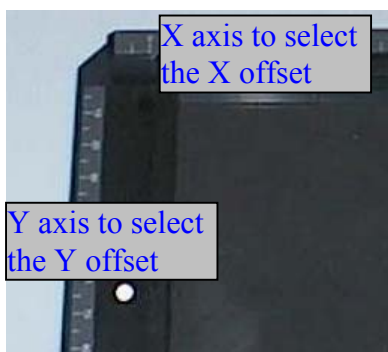 X axis to select
the X offset
Y axis to select
the Y offset